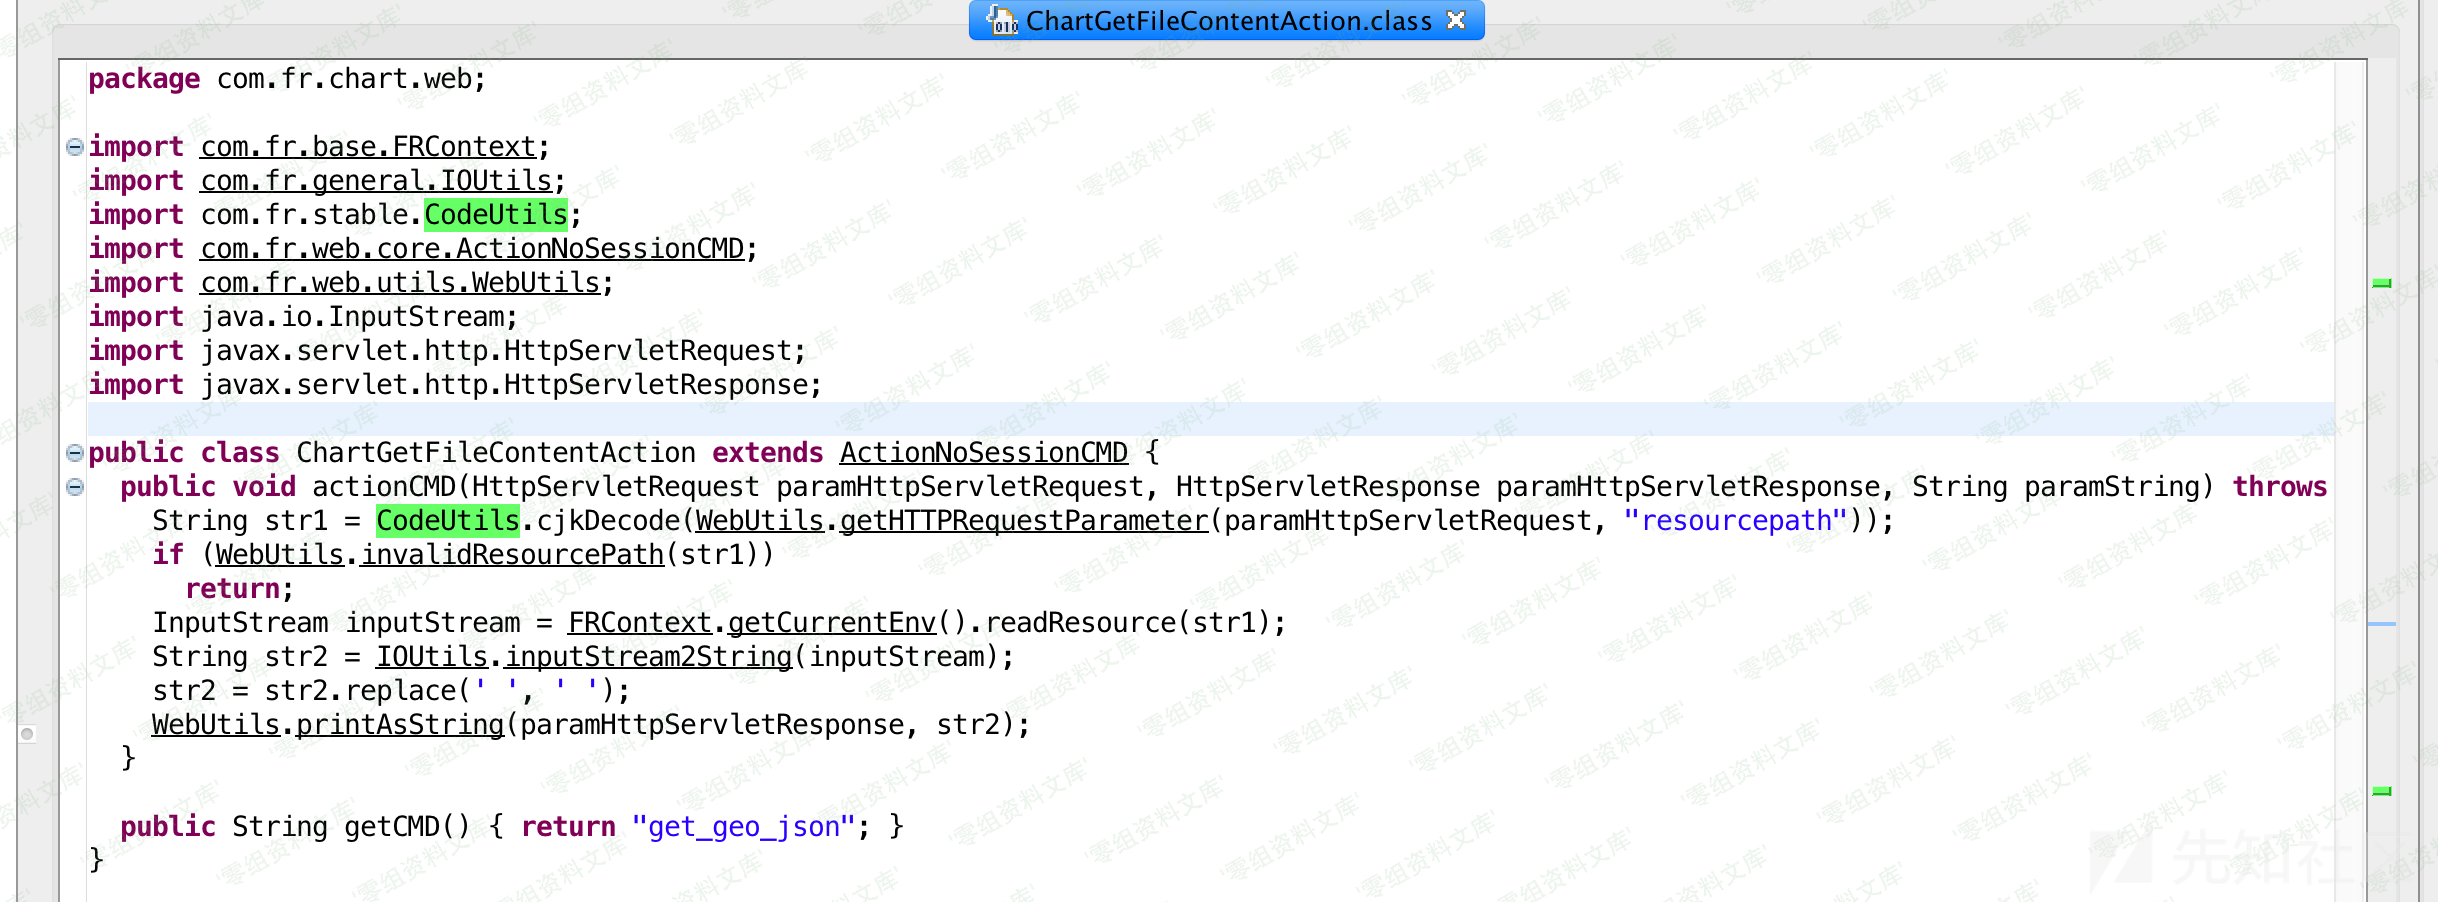 ChartGetFileContentAction.class
package com.fr.chart.web;
import com.fr.base.FRContext;
import com.fr.general.IOUtils;
import com.fr.stable.CodeUtils;
import com.fr.web.core.ActionNoSessionCMD;
import com.fr.web.utils.WebUtils;
import java.io.InputStream;
import javax.servlet.http.HttpServletRequest;
import javax.servlet.http.HttpServletResponse;
public class ChartGetFileContentAction extends ActionNoSessionCMD {
public void actionCMD(HttpServletRequest paramHttpServletRequest, HttpServletResponse paramHttpServletResponse, String paramString) throws
String str1 = CodeUtils.cjkDecode(WebUtils.getHTTPRequestParameter(paramHttpServletRequest, "resourcepath"));
if (WebUtils.invalidResourcePath(str1))
return;
InputStream inputStream = FRContext.getCurrentEnv().readResource(str1);
String str2 = IOUtils.inputStream2String(inputStream);
str2 = str2.replace(' ', ' ');
WebUtils.printAsString(paramHttpServletResponse, str2);
}
public String getCMD() { return "get_geo_json"; }
}
零组资料文库
先知社